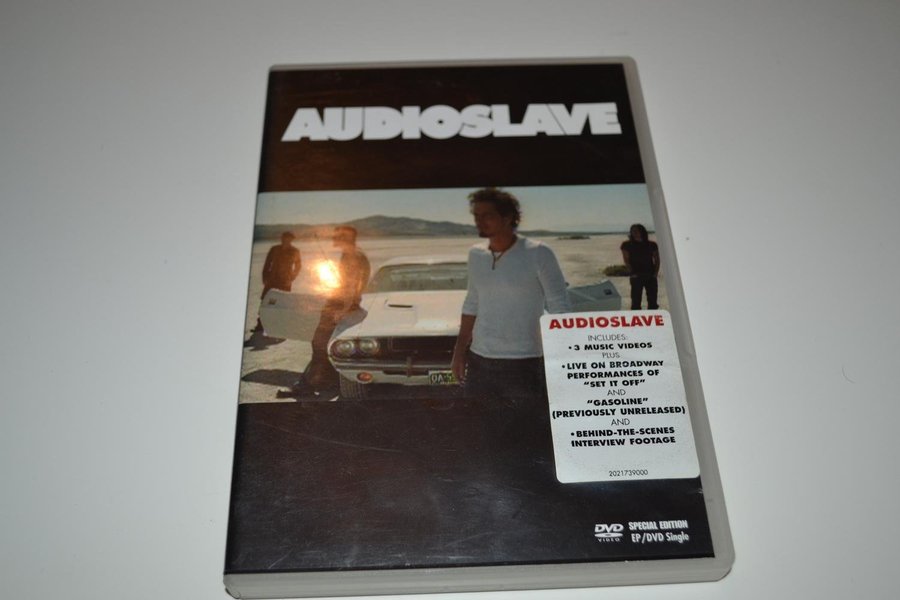 AUDIOSLAVE
AUDIOSLAVE
INCLUDES:
• 3 MUSIC VIDEOS
PLUS
• LIVE ON BROADWAY
PERFORMANCES OF
"SET IT OFF"
AND
"GASOLINE"
(PREVIOUSLY UNRELEASED)
AND
• BEHIND-THE-SCENES
INTERVIEW FOOTAGE
2021739000
DVD SPECIAL EDITION
VIDEO EP/DVD Single